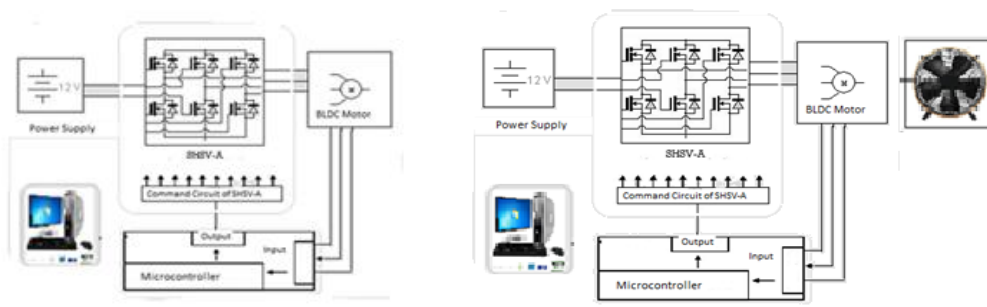 12 V
Power Supply
M
BLDC Motor
SHSV-A
Command Circuit of SHSV-A
Output
Input
Microcontroller
12 V
Power Supply
M
BLDC Motor
SHSV-A
Command Circuit of SHSV-A
Output
Input
Microcontroller